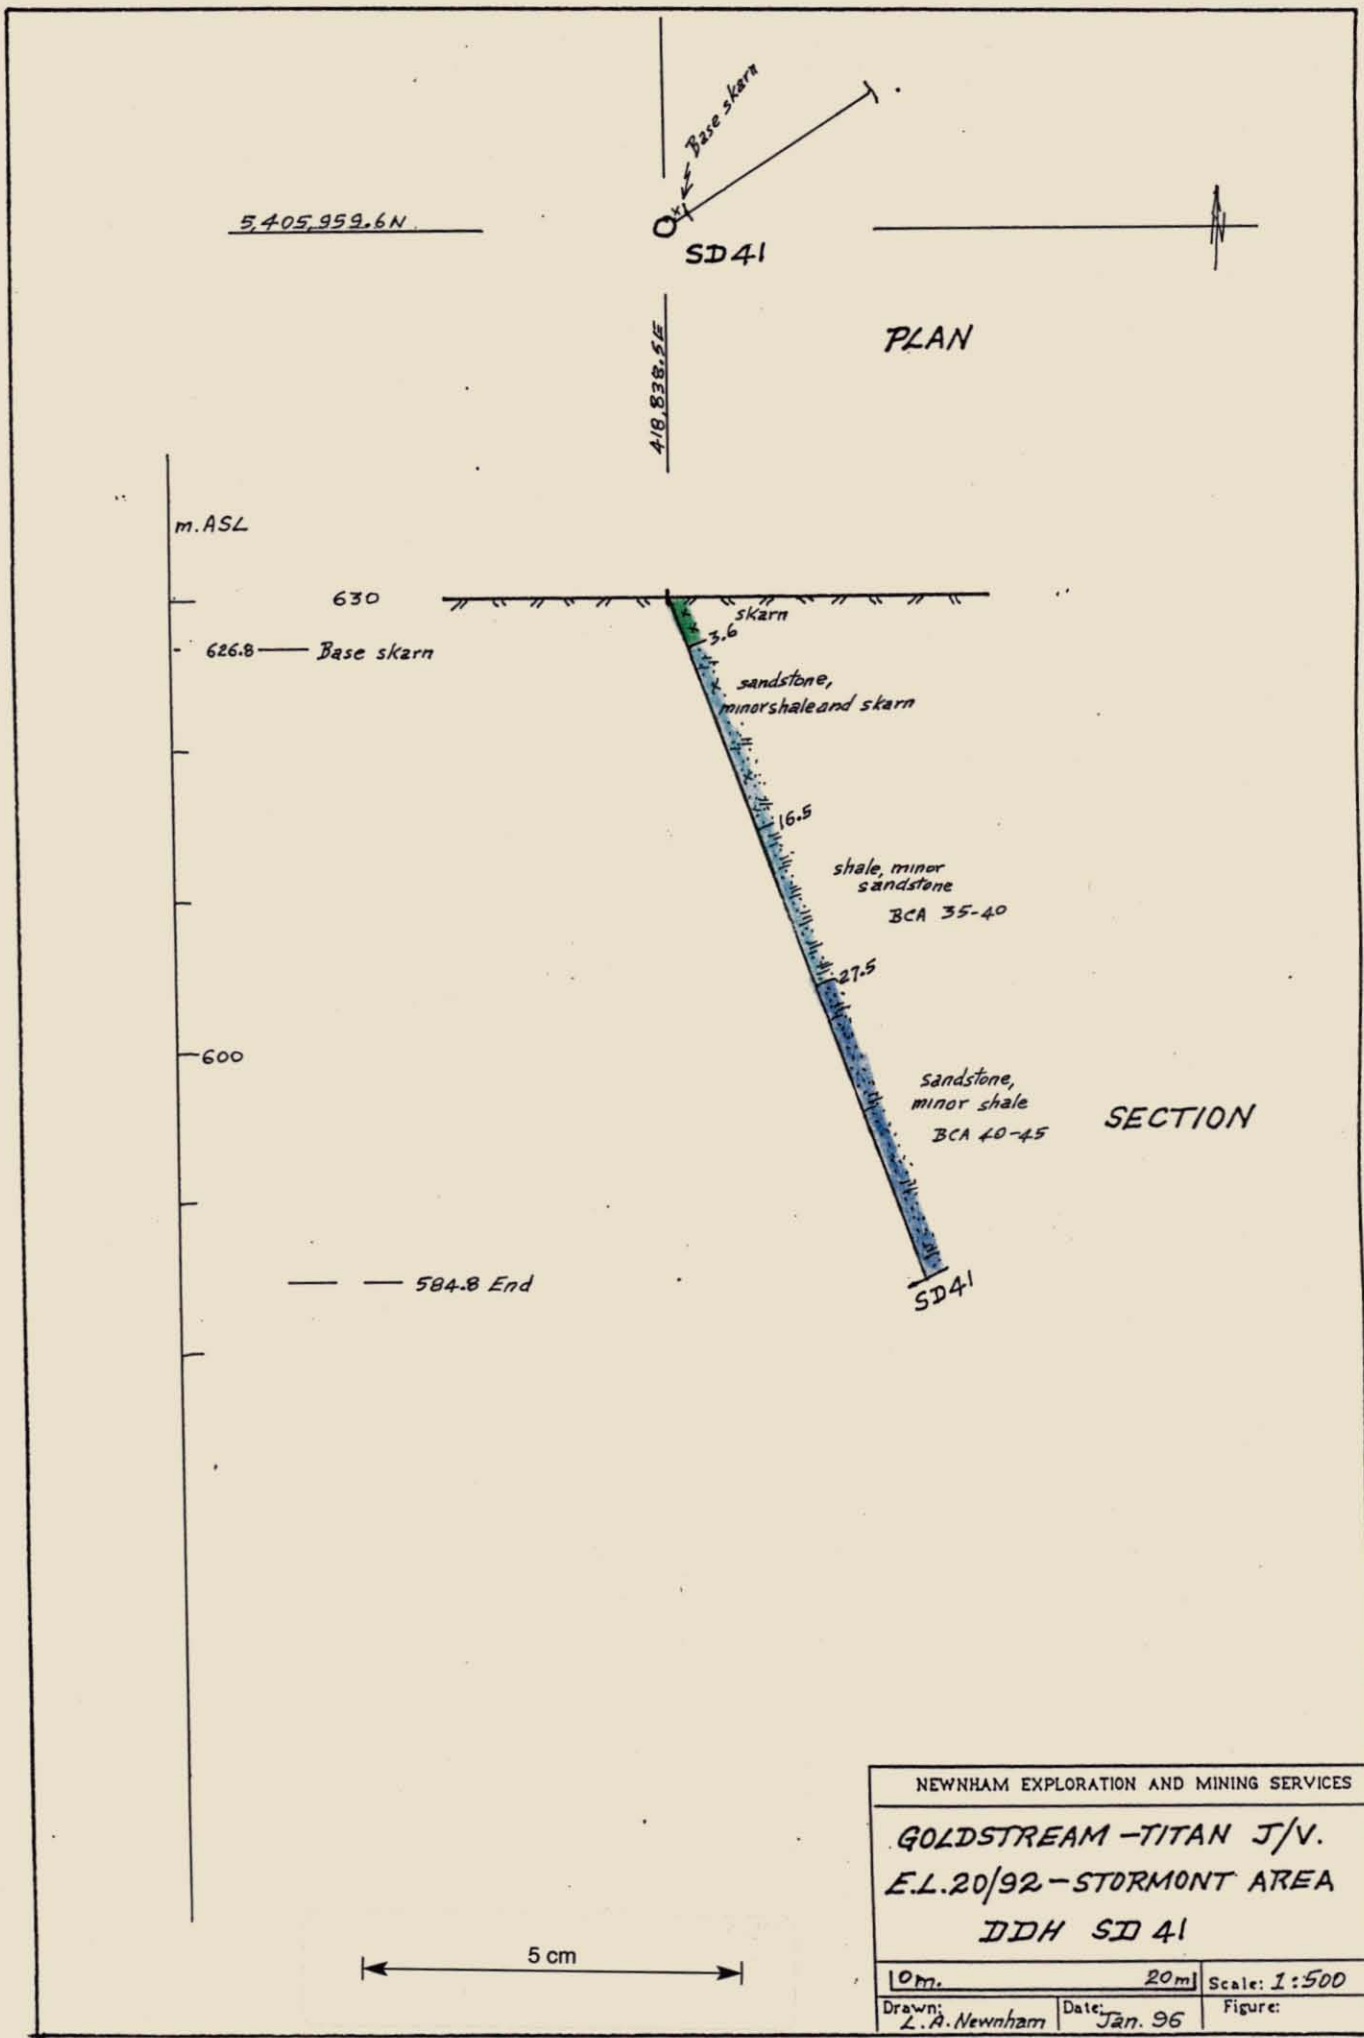 Base skarn
5,405,959.6N
SD41
N
418,838.5E
PLAN
m.ASL
630
skarn
3.6
626.8 — Base skarn
sandstone,
minor shale and skarn
16.5
shale, minor
sandstone
BCA 35-40
27.5
600
sandstone,
minor shale
BCA 40-45
SECTION
584.8 End
SD41
NEWNHAM EXPLORATION AND MINING SERVICES
GOLDSTREAM - TITAN J/V.
E.L.20/92 - STORMONT AREA
DDH SD 41
5 cm
0m. 20m Scale: 1:500
Drawn: L.A. Newnham Date: Jan. 96 Figure: